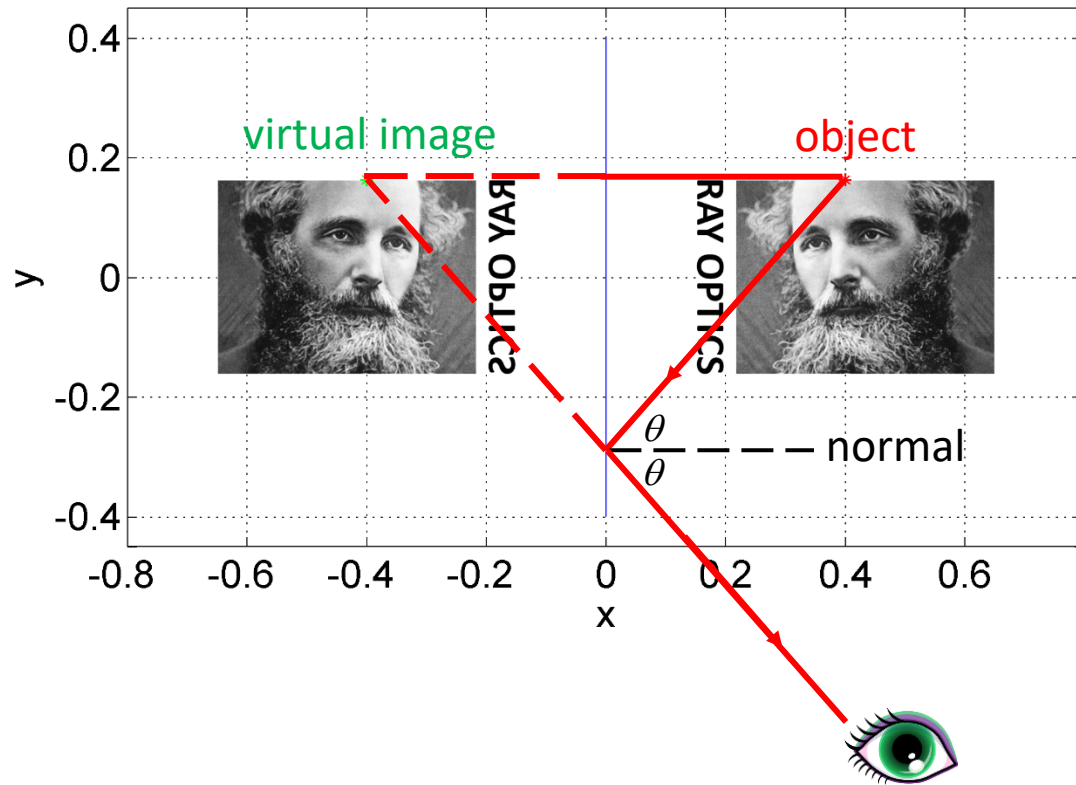 0.4
virtual image
object
0.2
RAY OPTICS
RAY OPTICS
y
0
-0.2
θ
normal
θ
-0.4
-0.8
-0.6
-0.4
-0.2
0
0.2
0.4
0.6
x